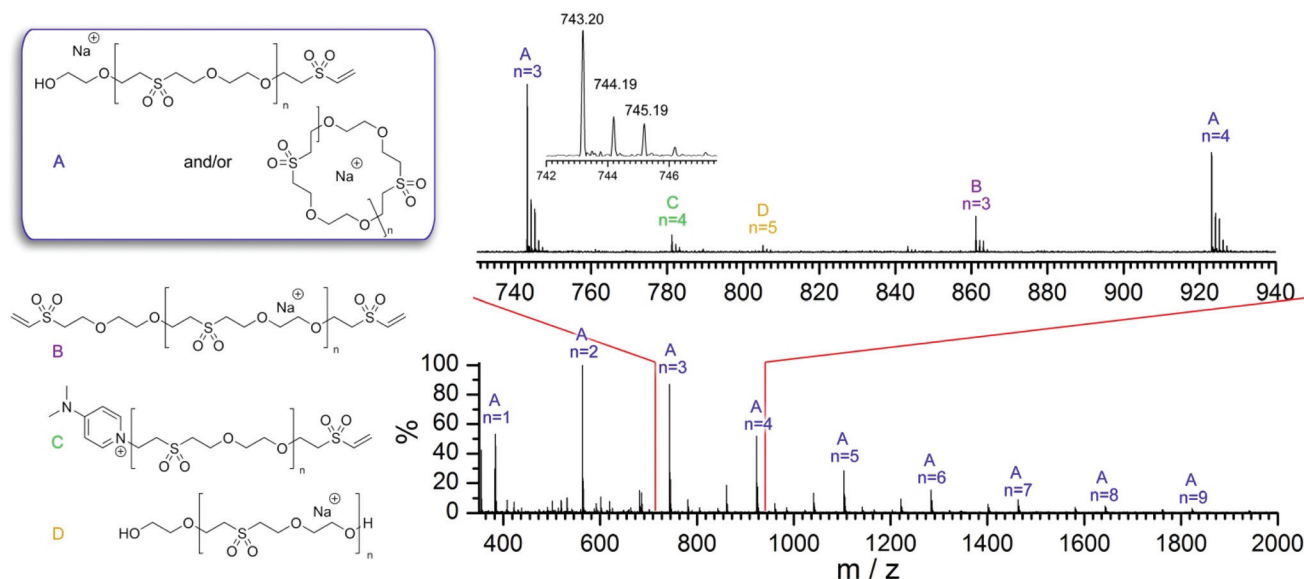 Na
⊕
HO
O
S
O O
O
O
n
S
O O
A
and/or
O
O
S
O
O
Na
⊕
S
O
O
O
O
n
O O
S
O
O
S
O O
Na
⊕
O
O
n
O O
S
B
N
N
⊕
S
O O
O
O
n
O O
S
C
HO
O
S
O O
Na
⊕
O
O
H
n
D
743.20
744.19
745.19
742 744 746
A
n=3
C
n=4
D
n=5
B
n=3
A
n=4
740 760 780 800 820 840 860 880 900 920 940
%
100
80
60
40
20
0
A
n=1
A
n=2
A
n=3
A
n=4
A
n=5
A
n=6
A
n=7
A
n=8
A
n=9
400 600 800 1000 1200 1400 1600 1800 2000
m / z